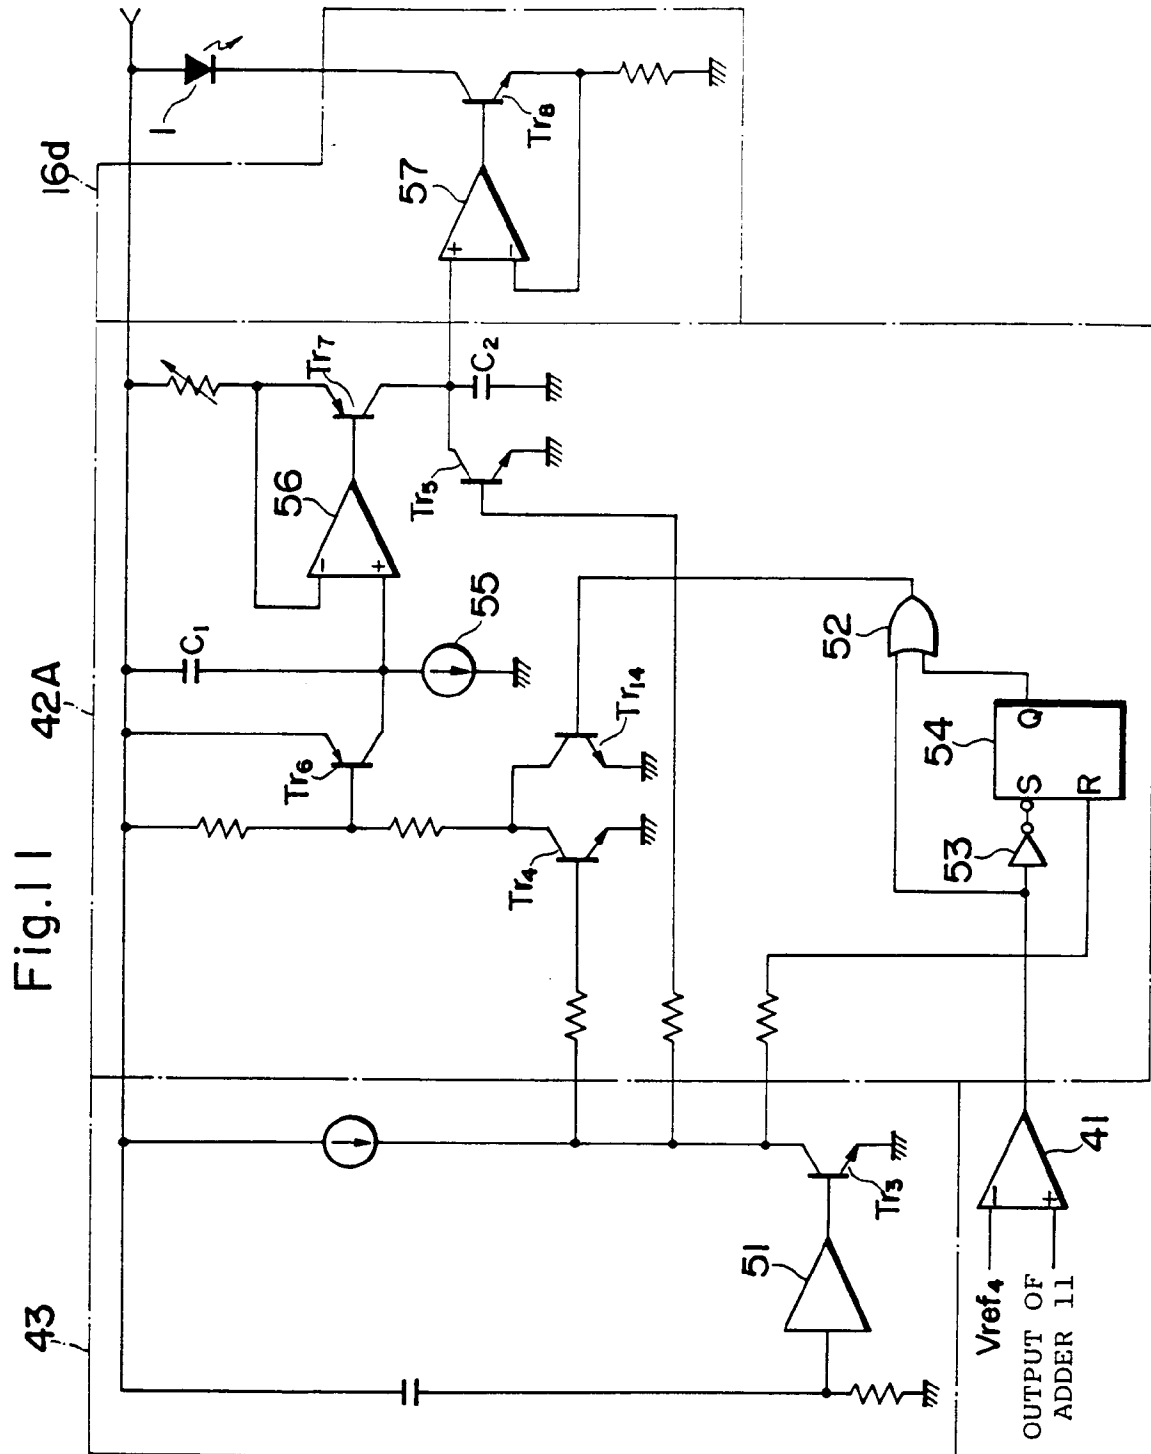 Fig.11
43
42A
16d
1
Tr8
57
Tr7
C2
Tr5
56
C1
55
Tr6
Tr14
Tr4
52
54
S
Q
R
53
51
Tr3
41
Vref4
OUTPUT OF
ADDER 11
+
−
−
+
−
+